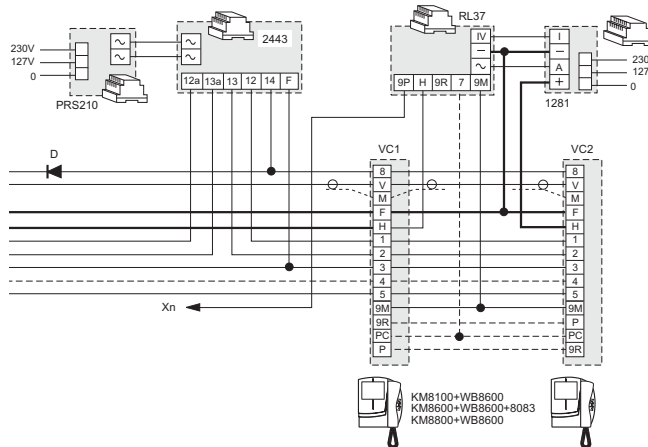 2443
RL37
230V
127V
0
PRS210
12a 13a 13 12 14 F
IV
9P H 9R 7 9M
I
A
+
1281
230
127
0
D
VC1
VC2
8
V
M
F
H
1
2
3
4
5
9M
9R
PC
P
8
V
M
F
H
1
2
3
4
5
9M
P
PC
9R
Xn
KM8100+WB8600
KM8600+WB8600+8083
KM8800+WB8600